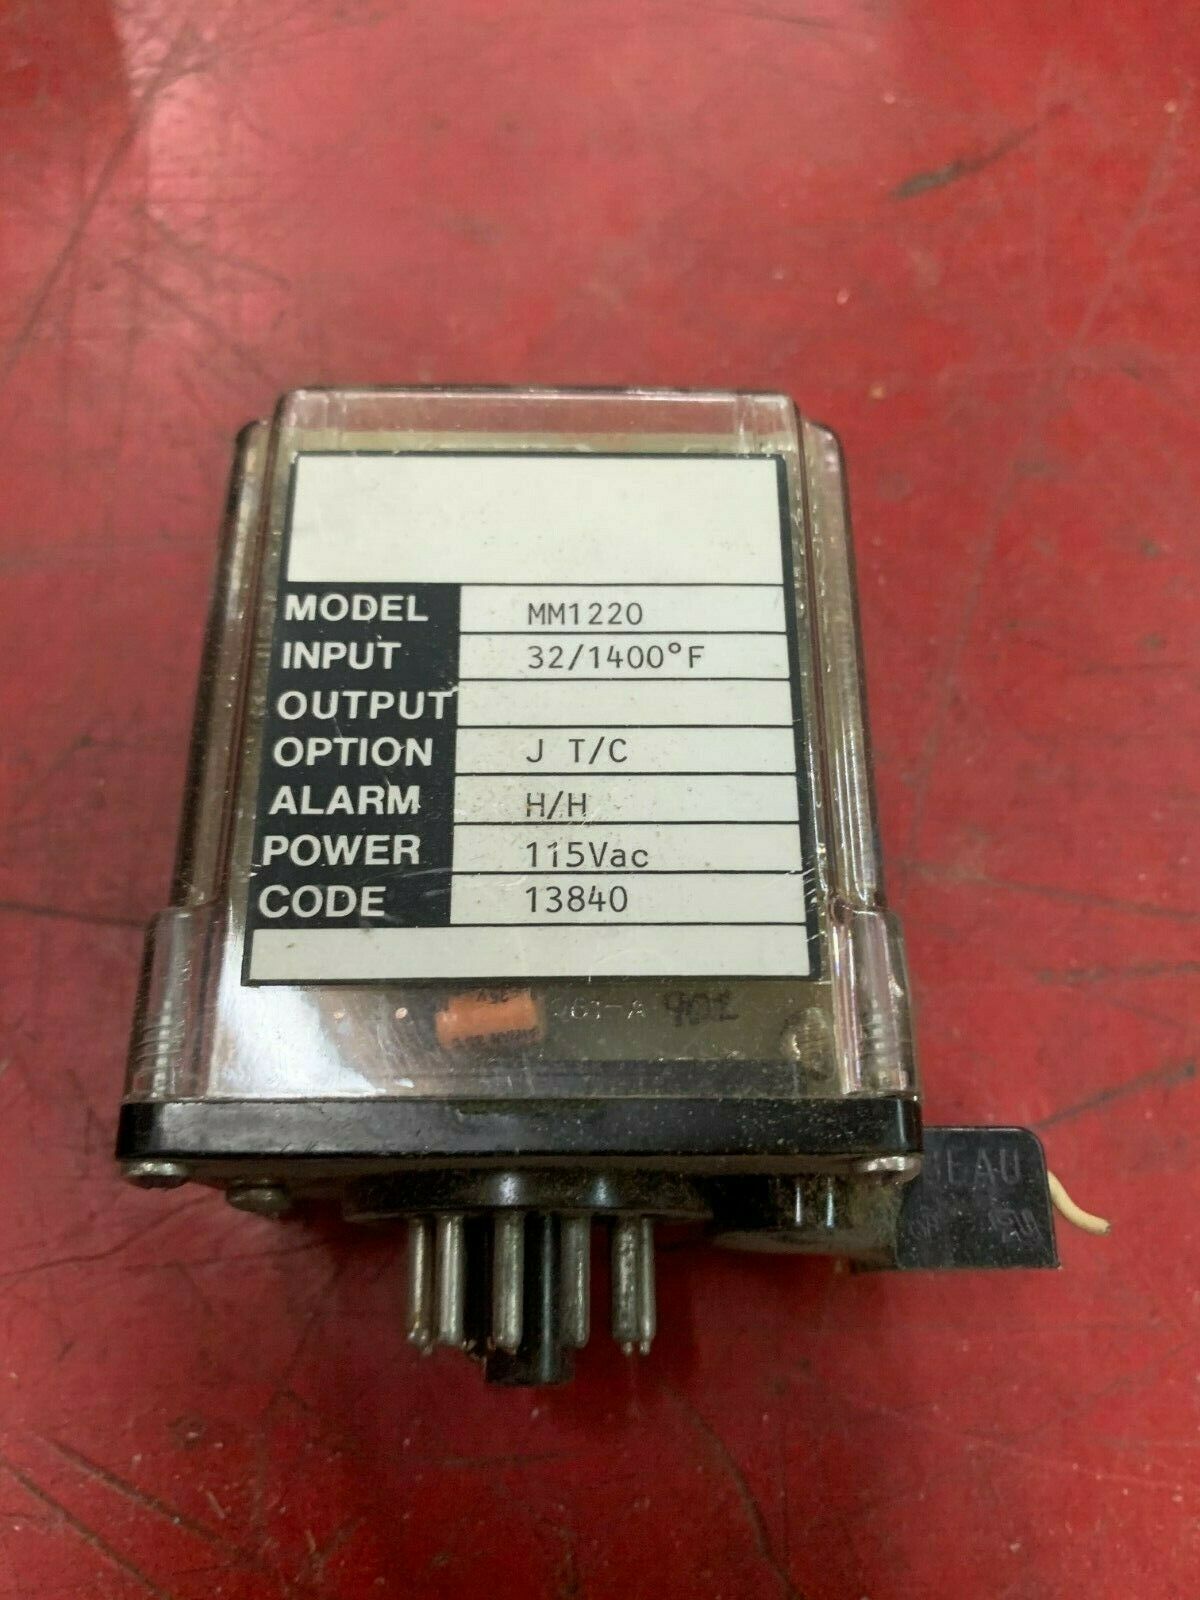 MODEL MM1220
INPUT 32/1400°F
OUTPUT
OPTION J T/C
ALARM H/H
POWER 115Vac
CODE 13840